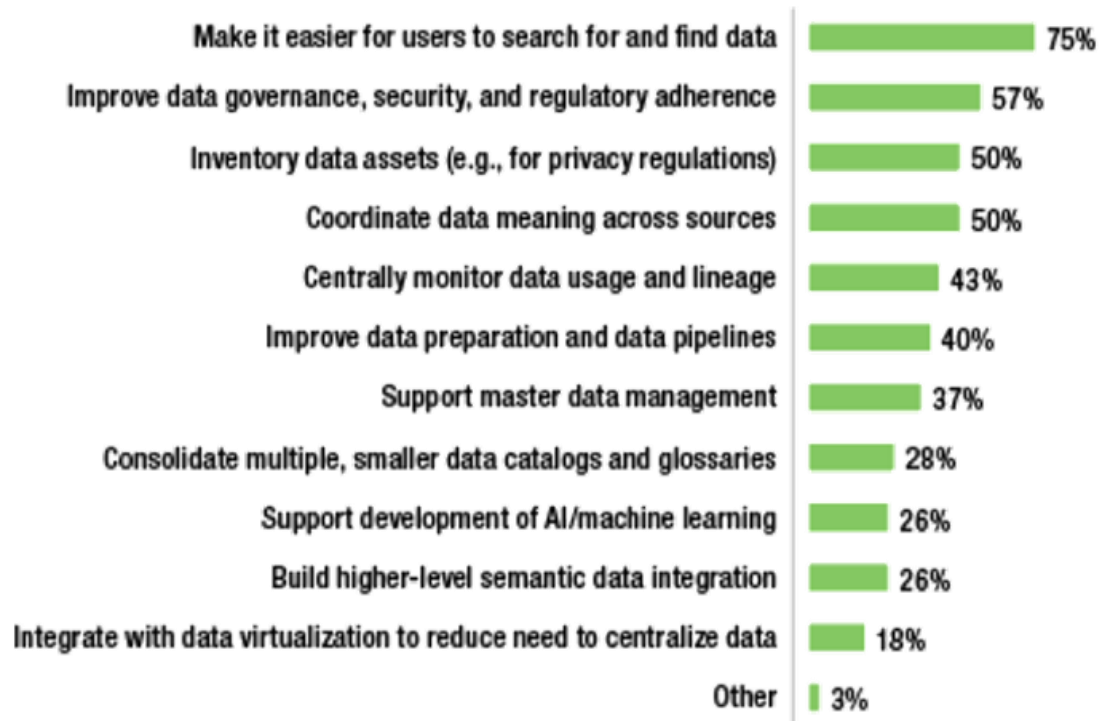 Make it easier for users to search for and find data 75%
Improve data governance, security, and regulatory adherence 57%
Inventory data assets (e.g., for privacy regulations) 50%
Coordinate data meaning across sources 50%
Centrally monitor data usage and lineage 43%
Improve data preparation and data pipelines 40%
Support master data management 37%
Consolidate multiple, smaller data catalogs and glossaries 28%
Support development of AI/machine learning 26%
Build higher-level semantic data integration 26%
Integrate with data virtualization to reduce need to centralize data 18%
Other 3%